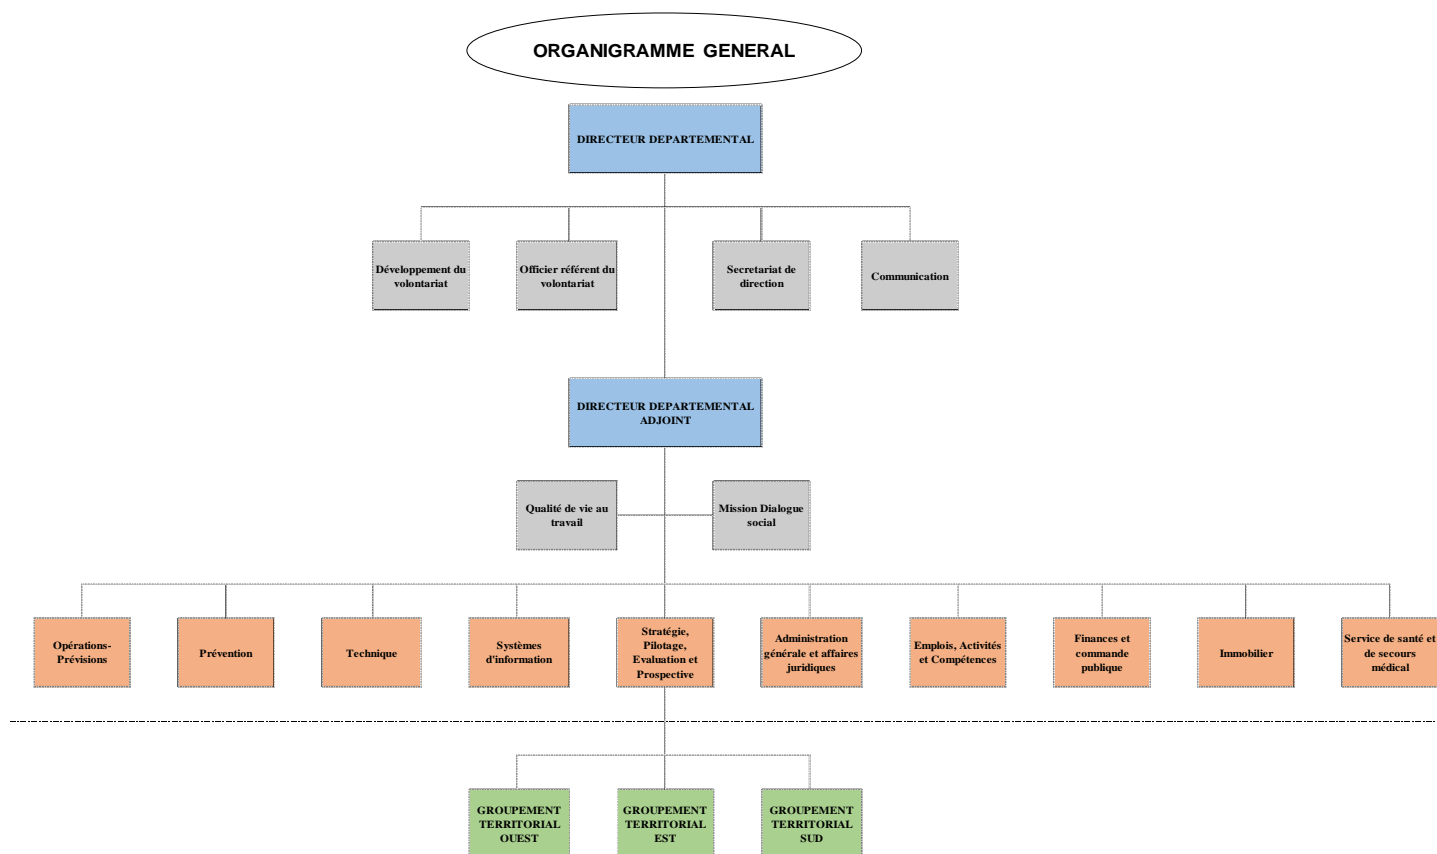 ORGANIGRAMME GENERAL
DIRECTEUR DEPARTEMENTAL
Développement du
volontariat
Officier référent du
volontariat
Secretariat de
direction
Communication
DIRECTEUR DEPARTEMENTAL
ADJOINT
Qualité de vie au
travail
Mission Dialogue
social
Opérations-
Prévisions
Prévention
Technique
Systèmes
d'information
Stratégie,
Pilotage,
Evaluation et
Prospective
Administration
générale et affaires
juridiques
Emplois, Activités
et Compétences
Finances et
commande
publique
Immobilier
Service de santé et
de secours
médical
GROUPEMENT
TERRITORIAL
OUEST
GROUPEMENT
TERRITORIAL
EST
GROUPEMENT
TERRITORIAL
SUD